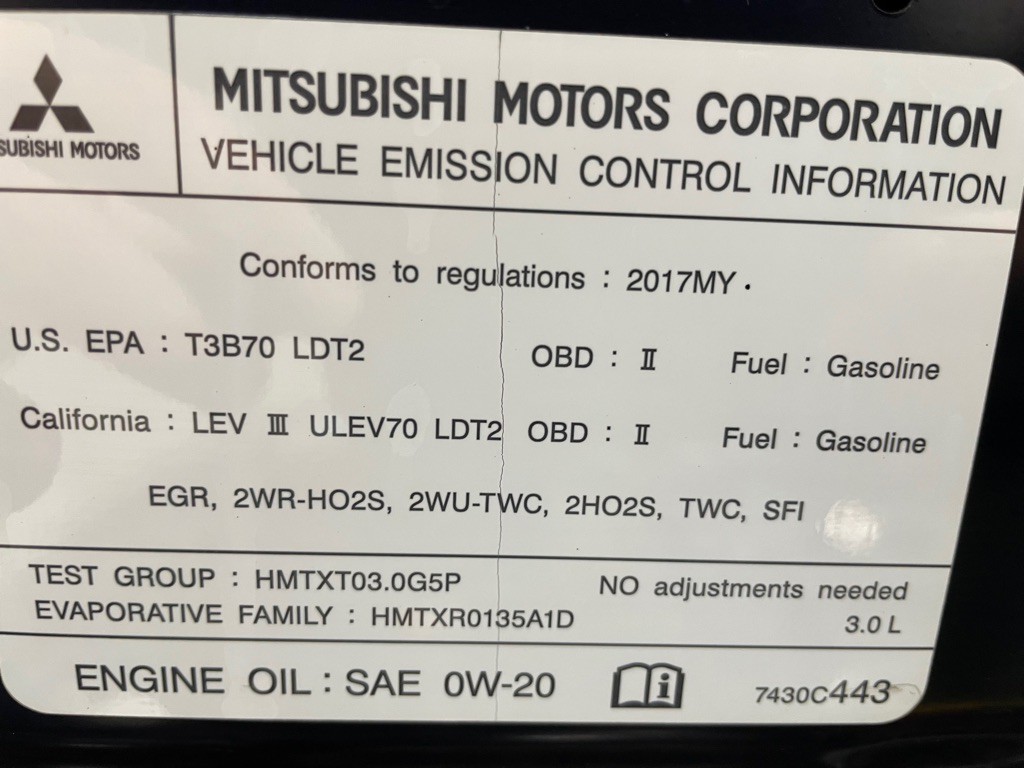 MITSUBISHI MOTORS CORPORATION
SUBISHI MOTORS
VEHICLE EMISSION CONTROL INFORMATION
Conforms to regulations : 2017MY .
U.S. EPA : T3B70 LDT2 OBD : Ⅱ Fuel : Gasoline
California : LEV Ⅲ ULEV70 LDT2 OBD : Ⅱ Fuel : Gasoline
EGR, 2WR-HO2S, 2WU-TWC, 2HO2S, TWC, SFI
TEST GROUP : HMTXT03.0G5P NO adjustments needed
EVAPORATIVE FAMILY : HMTXR0135A1D 3.0 L
ENGINE OIL : SAE 0W-20 i 7430C443